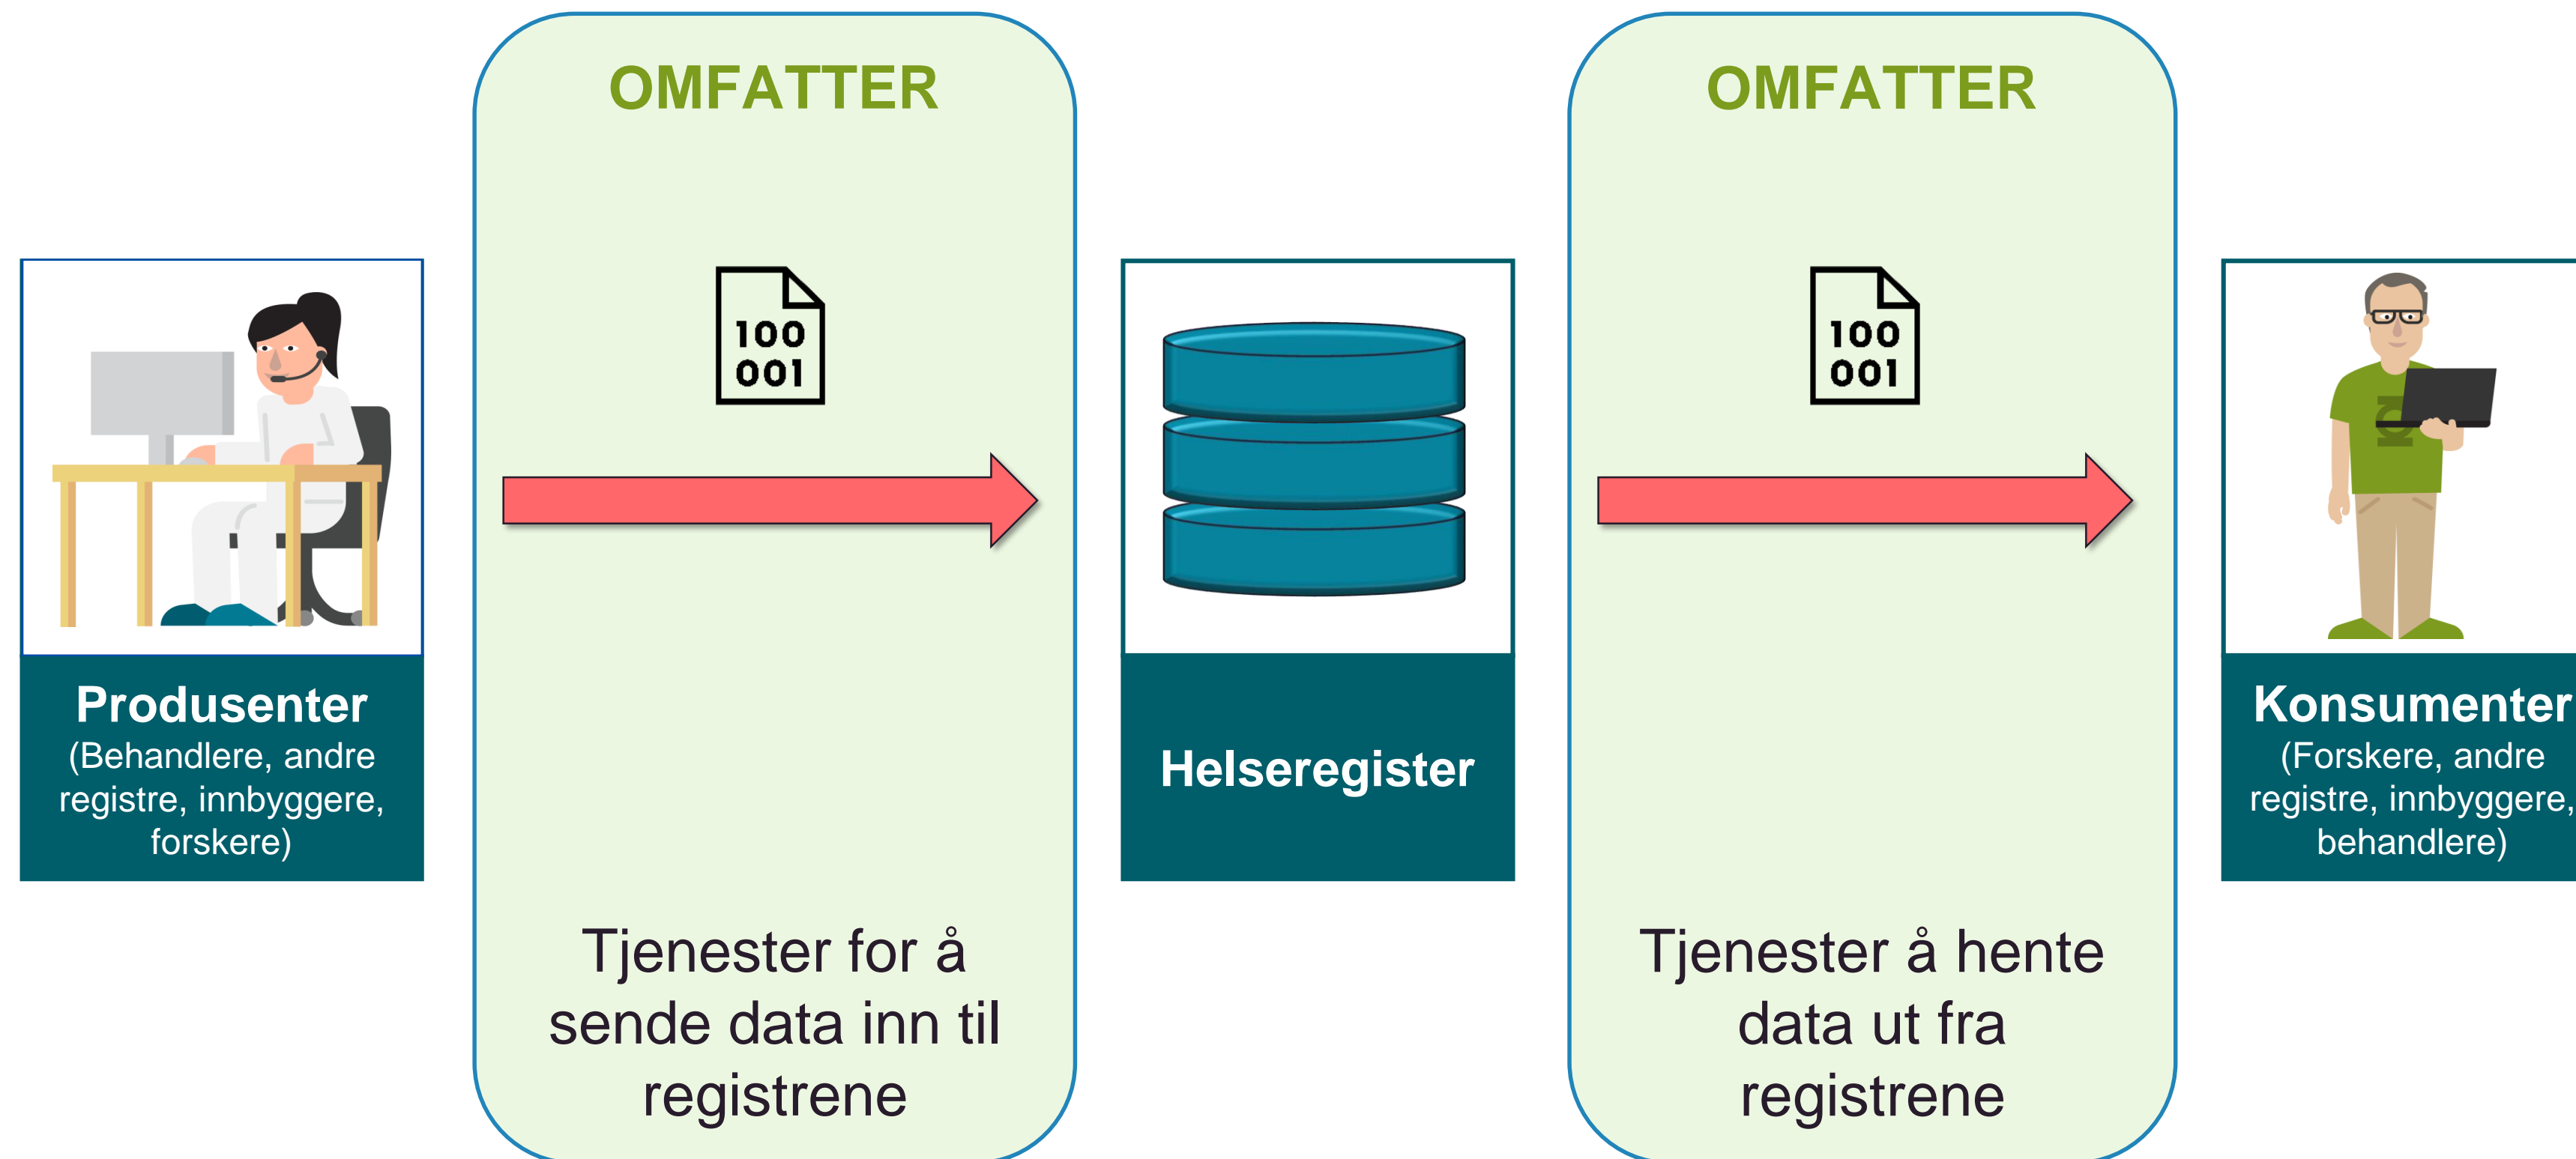 OMFATTER
100
001
Tjenester for å
sende data inn til
registrene
OMFATTER
100
001
Tjenester å hente
data ut fra
registrene
Produsenter
(Behandlere, andre
registre, innbyggere,
forskere)
Helseregister
Konsumenter
(Forskere, andre
registre, innbyggere,
behandlere)